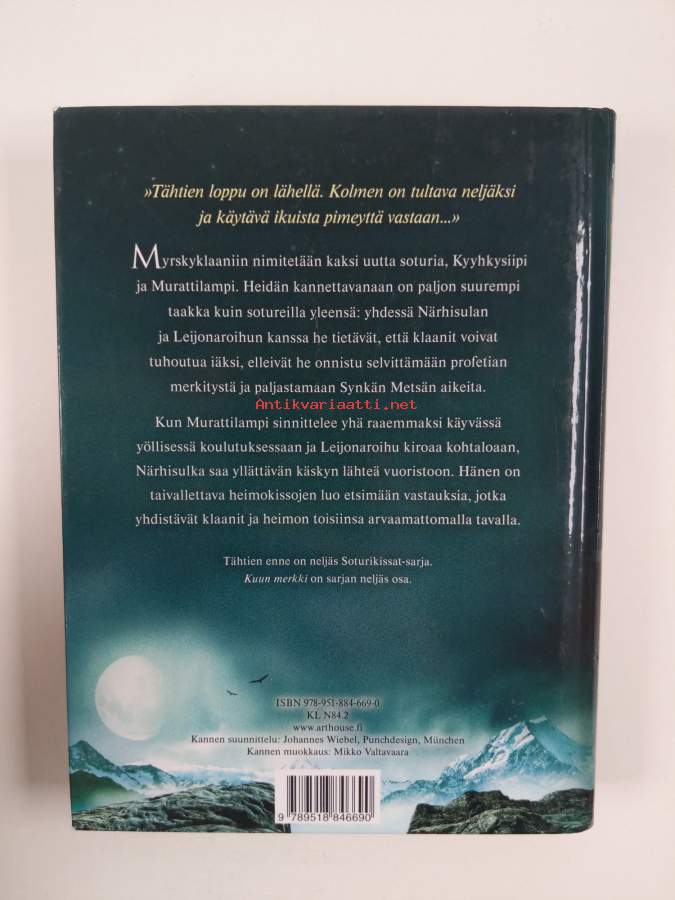 »Tähtien loppu on lähellä. Kolmen on tultava neljäksi
ja käytävä ikuista pimeyttä vastaan...»
Myrskyklaaniin nimitetään kaksi uutta soturia, Kyyhkysiipi
ja Murattilampi. Heidän kannettavanaan on paljon suurempi
taakka kuin sotureilla yleensä: yhdessä Närhisulan
ja Leijonaroihun kanssa he tietävät, että klaanit voivat
tuhoutua iäksi, elleivät he onnistu selvittämään profetian
merkitystä ja paljastamaan Synkän Metsän aikeita.
Antikvariaatti.net
Kun Murattilampi sinnittelee yhä raaemmaksi käyvässä
yöllisessä koulutuksessaan ja Leijonaroihu kiroaa kohtaloaan,
Närhisulka saa yllättävän käskyn lähteä vuoristoon. Hänen on
taivallettava heimokissojen luo etsimään vastauksia, jotka
yhdistävät klaanit ja heimon toisiinsa arvaamattomalla tavalla.
Tähtien enne on neljäs Soturikissat-sarja.
Kuun merkki on sarjan neljäs osa.
ISBN 978-951-884-669-0
KL N84.2
www.arthouse.fi
Kannen suunnittelu: Johannes Wiebel, Punchdesign, München
Kannen muokkaus: Mikko Valtavaara
9 789518 846690